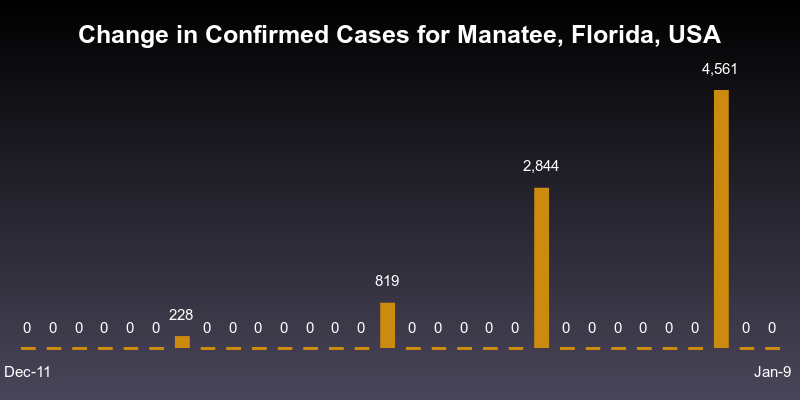 Change in Confirmed Cases for Manatee, Florida, USA
4,561
2,844
819
0 0 0 0 0 0 228 0 0 0 0 0 0 0 0 0 0 0 0 0 0 0 0 0 0 0
Dec-11 Jan-9